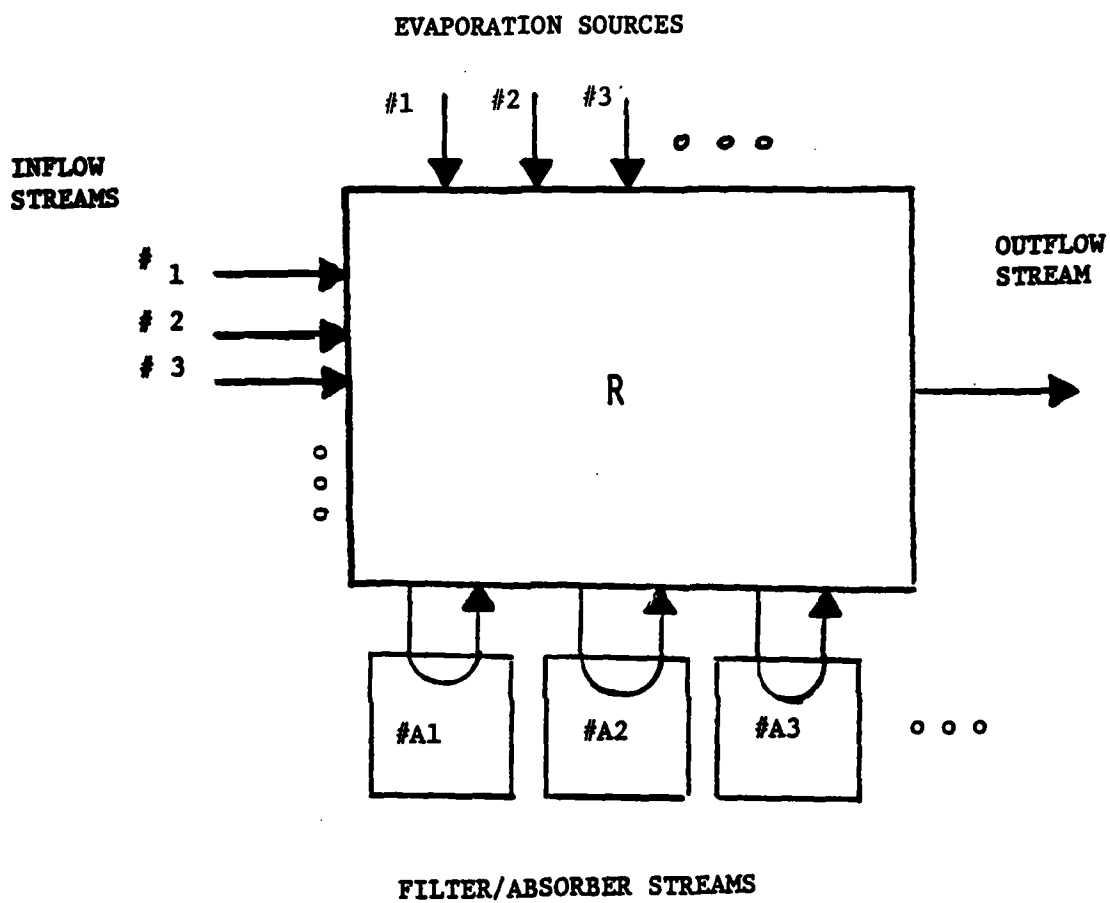 EVAPORATION SOURCES
#1 #2 #3
INFLOW
STREAMS
# 1
# 2
# 3
OUTFLOW
STREAM
R
#A1 #A2 #A3
FILTER/ABSORBER STREAMS